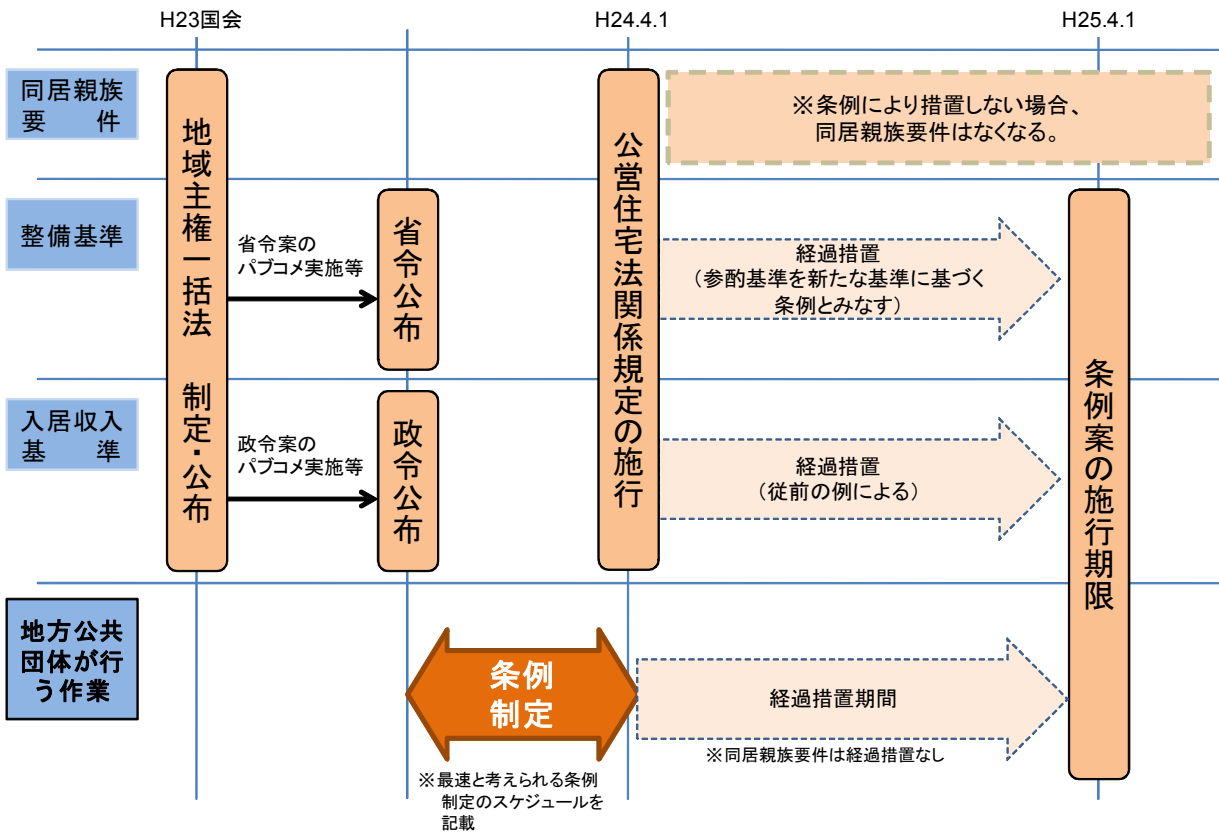 H23国会
H24.4.1
H25.4.1
同居親族
要　件
※条例により措置しない場合、
同居親族要件はなくなる。
地域主権一括法　制定・公布
公営住宅法関係規定の施行
整備基準
省令案の
パブコメ実施等
省令公布
経過措置
（参酌基準を新たな基準に基づく
条例とみなす）
条例案の施行期限
入居収入
基　準
政令案の
パブコメ実施等
政令公布
経過措置
（従前の例による）
地方公共
団体が行
う作業
条例
制定
経過措置期間
※同居親族要件は経過措置なし
※最速と考えられる条例
制定のスケジュールを
記載